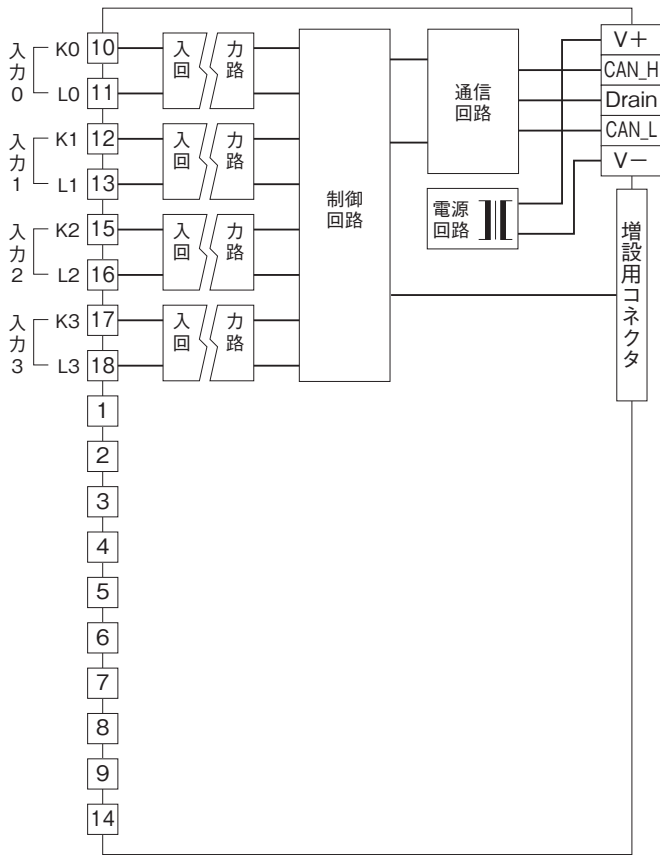 入力0
K0 10
L0 11
入力1
K1 12
L1 13
入力2
K2 15
L2 16
入力3
K3 17
L3 18
1
2
3
4
5
6
7
8
9
14
入力
回路
入力
回路
入力
回路
入力
回路
制御
回路
通信
回路
電源
回路
V+
CAN_H
Drain
CAN_L
V−
増設用コネクタ